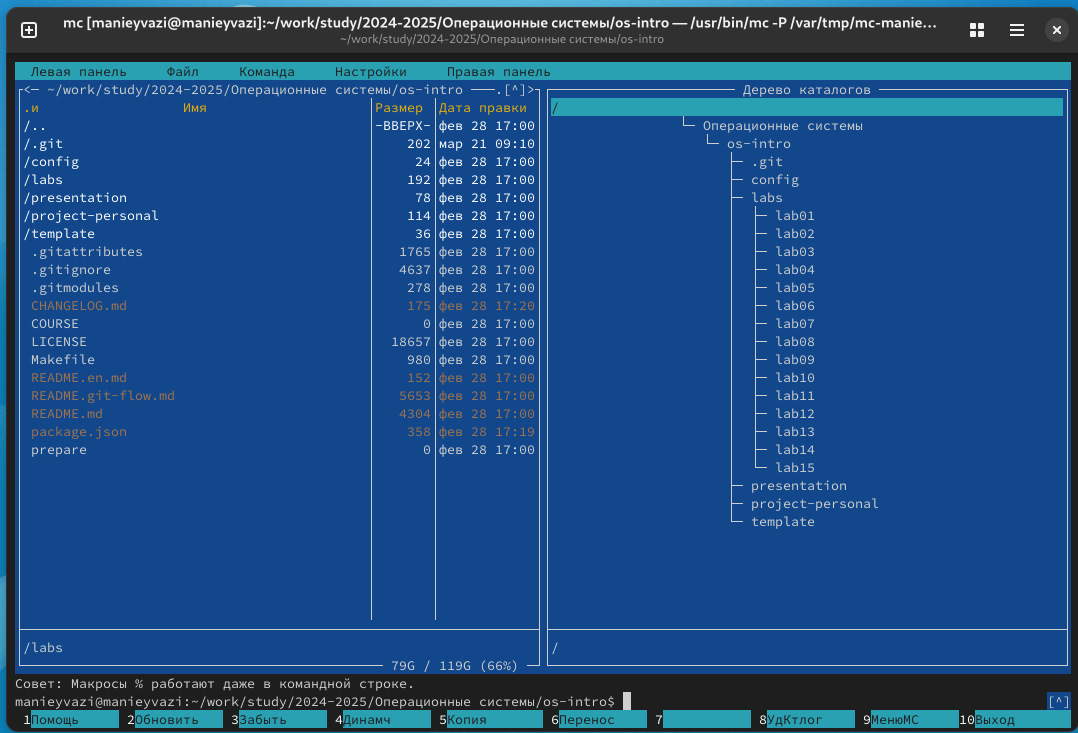 mc [manieyvazi@manieyvazi]:~/work/study/2024-2025/Операционные системы/os-intro — /usr/bin/mc -P /var/tmp/mc-manie…
~/work/study/2024-2025/Операционные системы/os-intro
Левая панель Файл Команда Настройки Правая панель
<— ~/work/study/2024-2025/Операционные системы/os-intro .[^]>
.и Имя Размер Дата правки
/.. -ВВЕРХ- фев 28 17:00
/.git 202 мар 21 09:10
/config 24 фев 28 17:00
/labs 192 фев 28 17:00
/presentation 78 фев 28 17:00
/project-personal 114 фев 28 17:00
/template 36 фев 28 17:00
.gitattributes 1765 фев 28 17:00
.gitignore 4637 фев 28 17:00
.gitmodules 278 фев 28 17:00
CHANGELOG.md 175 фев 28 17:20
COURSE 0 фев 28 17:00
LICENSE 18657 фев 28 17:00
Makefile 980 фев 28 17:00
README.en.md 152 фев 28 17:00
README.git-flow.md 5653 фев 28 17:00
README.md 4304 фев 28 17:00
package.json 358 фев 28 17:19
prepare 0 фев 28 17:00
/labs
79G / 119G (66%)
Дерево каталогов
/
Операционные системы
os-intro
.git
config
labs
lab01
lab02
lab03
lab04
lab05
lab06
lab07
lab08
lab09
lab10
lab11
lab12
lab13
lab14
lab15
presentation
project-personal
template
/
Совет: Макросы % работают даже в командной строке.
manieyvazi@manieyvazi:~/work/study/2024-2025/Операционные системы/os-intro$ [^]
1Помощь 2Обновить 3Забыть 4Динамч 5Копия 6Перенос 7 8УдКтлог 9МенюМС 10Выход